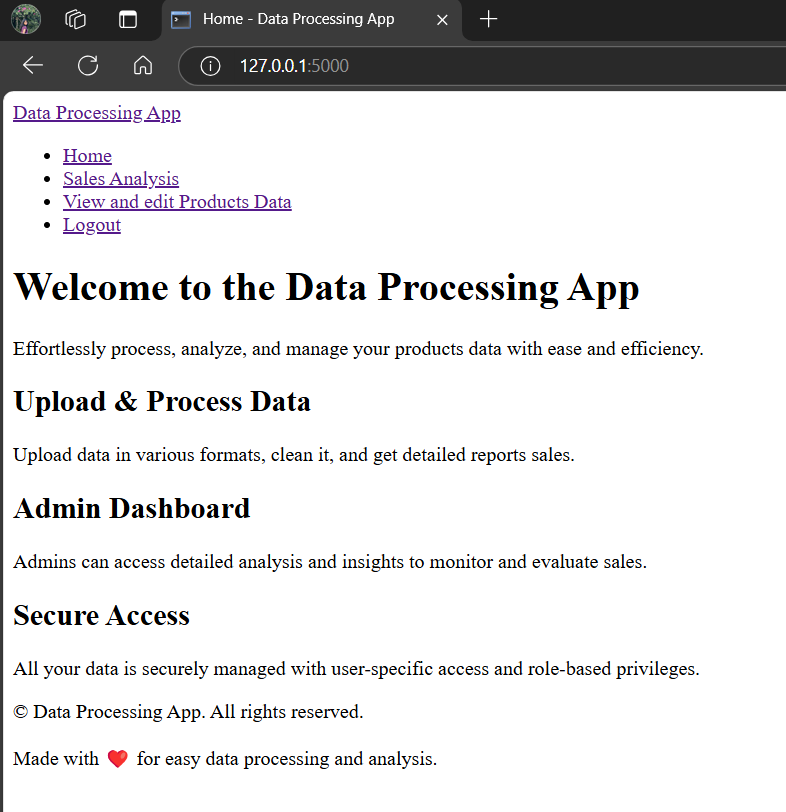 Home - Data Processing App
127.0.0.1:5000
Data Processing App
Home
Sales Analysis
View and edit Products Data
Logout
Welcome to the Data Processing App
Effortlessly process, analyze, and manage your products data with ease and efficiency.
Upload & Process Data
Upload data in various formats, clean it, and get detailed reports sales.
Admin Dashboard
Admins can access detailed analysis and insights to monitor and evaluate sales.
Secure Access
All your data is securely managed with user-specific access and role-based privileges.
© Data Processing App. All rights reserved.
Made with ❤️ for easy data processing and analysis.